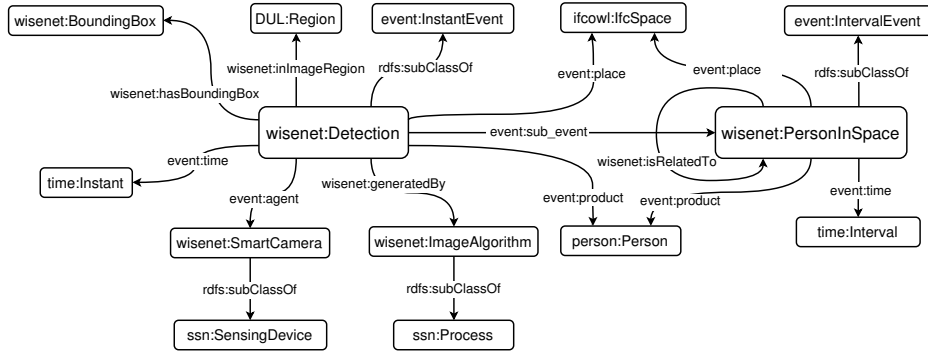 wisenet:BoundingBox
DUL:Region
event:InstantEvent
ifcowl:IfcSpace
event:IntervalEvent
wisenet:inImageRegion
rdfs:subClassOf
event:place
event:place
rdfs:subClassOf
wisenet:hasBoundingBox
wisenet:Detection
event:sub_event
wisenet:PersonInSpace
event:time
wisenet:isRelatedTo
time:Instant
wisenet:generatedBy
event:agent
event:product
event:product
event:time
wisenet:SmartCamera
wisenet:ImageAlgorithm
person:Person
time:Interval
rdfs:subClassOf
rdfs:subClassOf
ssn:SensingDevice
ssn:Process